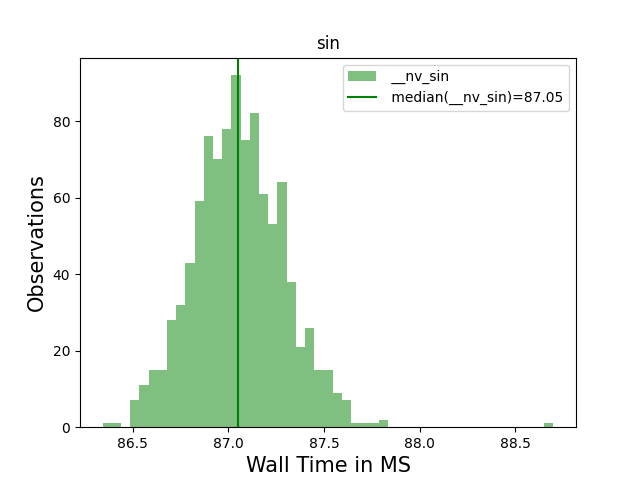 sin
__nv_sin
median(__nv_sin)=87.05
Observations
80
60
40
20
0
86.5 87.0 87.5 88.0 88.5
Wall Time in MS